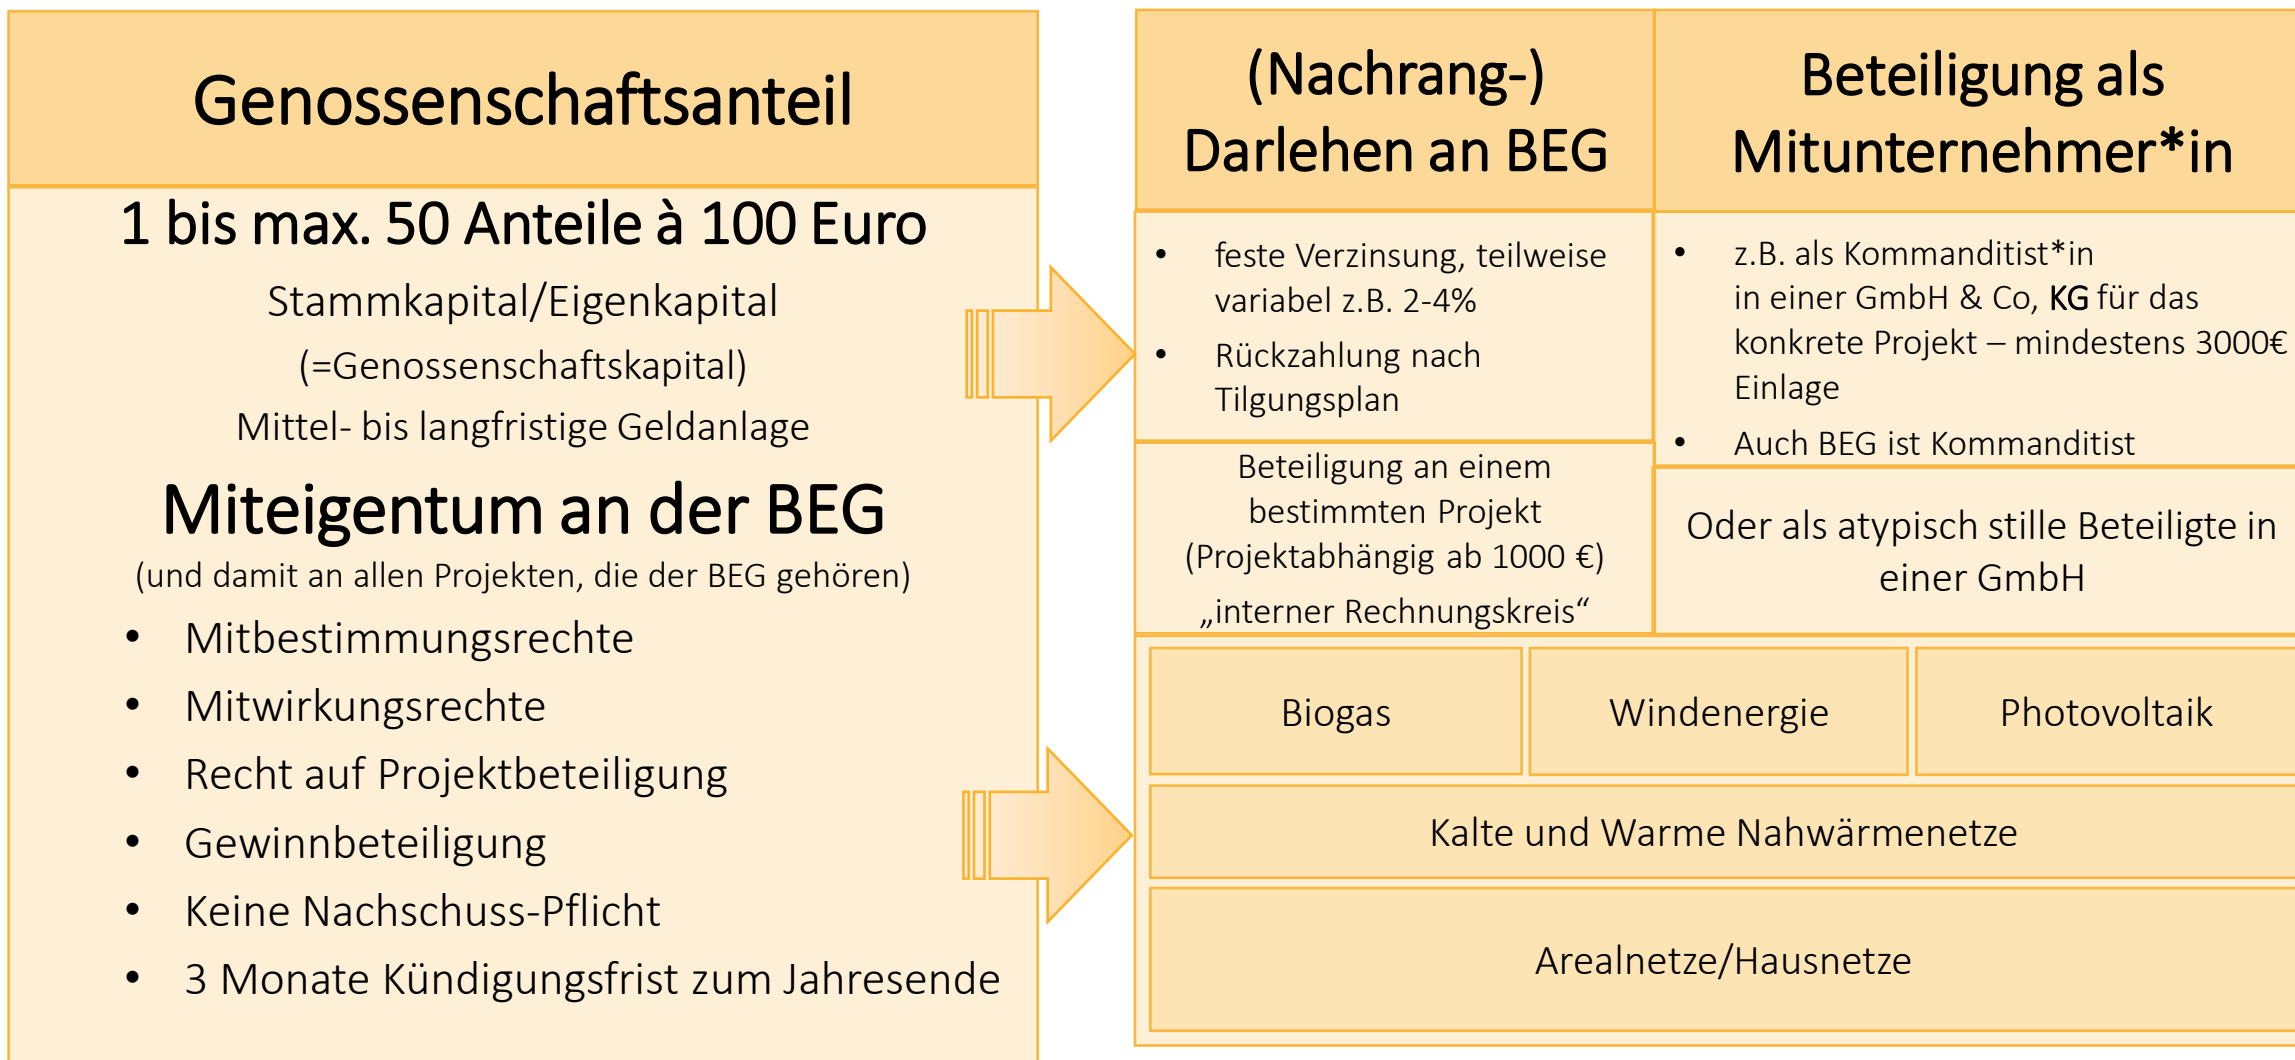 Genossenschaftsanteil
1 bis max. 50 Anteile à 100 Euro
Stammkapital/Eigenkapital
(=Genossenschaftskapital)
Mittel- bis langfristige Geldanlage
Miteigentum an der BEG
(und damit an allen Projekten, die der BEG gehören)
• Mitbestimmungsrechte
• Mitwirkungsrechte
• Recht auf Projektbeteiligung
• Gewinnbeteiligung
• Keine Nachschuss-Pflicht
• 3 Monate Kündigungsfrist zum Jahresende
(Nachrang-)
Darlehen an BEG
• feste Verzinsung, teilweise
variabel z.B. 2-4%
• Rückzahlung nach
Tilgungsplan
Beteiligung an einem
bestimmten Projekt
(Projektabhängig ab 1000 €)
„interner Rechnungskreis“
Beteiligung als
Mitunternehmer*in
• z.B. als Kommanditist*in
in einer GmbH & Co, KG für das
konkrete Projekt – mindestens 3000€
Einlage
• Auch BEG ist Kommanditist
Oder als atypisch stille Beteiligte in
einer GmbH
Biogas
Windenergie
Photovoltaik
Kalte und Warme Nahwärmenetze
Arealnetze/Hausnetze